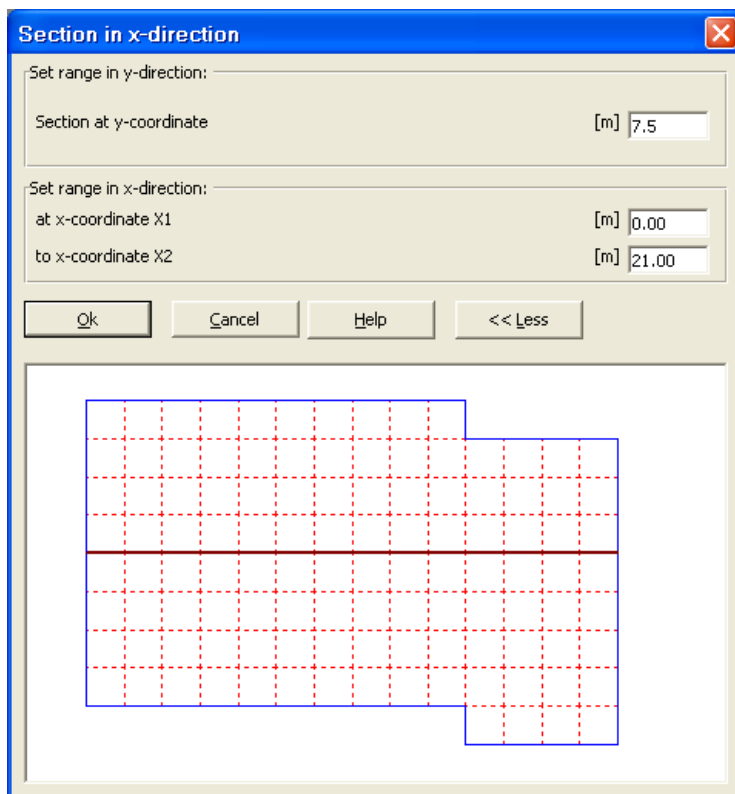 Section in x-direction
Set range in y-direction:
Section at y-coordinate [m] 7.5
Set range in x-direction:
at x-coordinate X1 [m] 0.00
to x-coordinate X2 [m] 21.00
Ok Cancel Help << Less